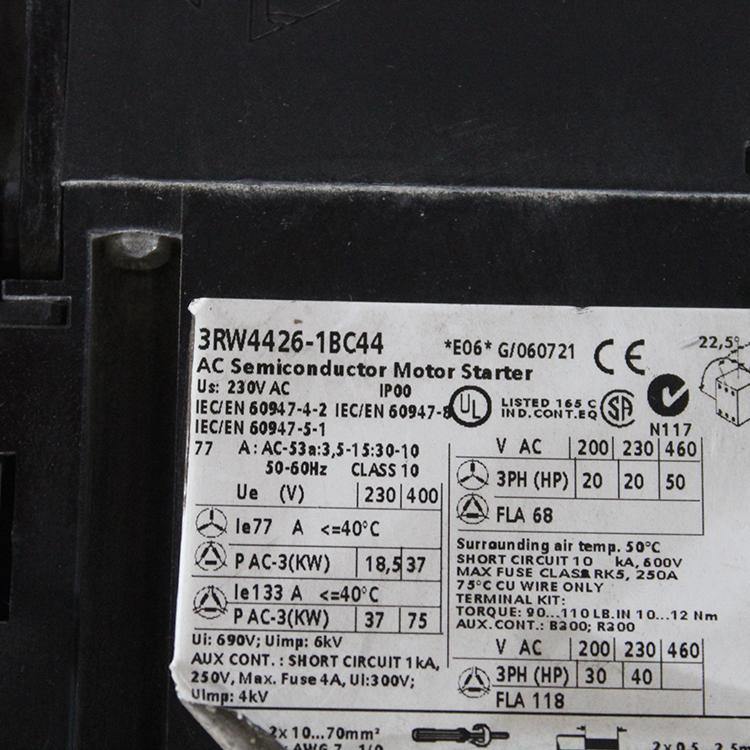 3RW4426-1BC44 *E06* G/060721 CE 22,5°
AC Semiconductor Motor Starter
Us: 230V AC IP00
IEC/EN 60947-4-2 IEC/EN 60947-8
IEC/EN 60947-5-1
UL LISTED 165 C
IND.CONT.EQ SA N117
77 A: AC-53a:3,5-15:30-10
50-60Hz CLASS 10
Ue (V) 230 400
Ie77 A <=40°C
P AC-3(KW) 18,5 37
Ie133 A <=40°C
P AC-3(KW) 37 75
Ui: 690V; Uimp: 6kV
AUX CONT.: SHORT CIRCUIT 1kA,
250V, Max. Fuse 4A, UI:300V;
UImp: 4kV
V AC 200 230 460
3PH (HP) 20 20 50
FLA 68
Surrounding air temp. 50°C
SHORT CIRCUIT 10 kA, 600V
MAX FUSE CLASS RK5, 250A
75°C CU WIRE ONLY
TERMINAL KIT:
TORQUE: 90...110 LB.IN 10...12 Nm
AUX.CONT.: B300; R300
V AC 200 230 460
3PH (HP) 30 40
FLA 118
2x 10...70mm²
AWG 7...1/0